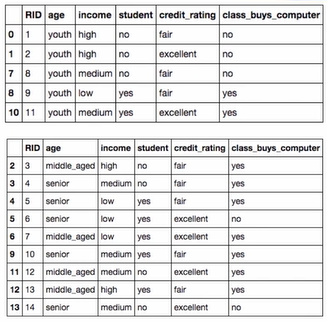 RID age income student credit_rating class_buys_computer
0 1 youth high no fair no
1 2 youth high no excellent no
7 8 youth medium no fair no
8 9 youth low yes fair yes
10 11 youth medium yes excellent yes
RID age income student credit_rating class_buys_computer
2 3 middle_aged high no fair yes
3 4 senior medium no fair yes
4 5 senior low yes fair yes
5 6 senior low yes excellent no
6 7 middle_aged low yes excellent yes
9 10 senior medium yes fair yes
11 12 middle_aged medium no excellent yes
12 13 middle_aged high yes fair yes
13 14 senior medium no excellent no